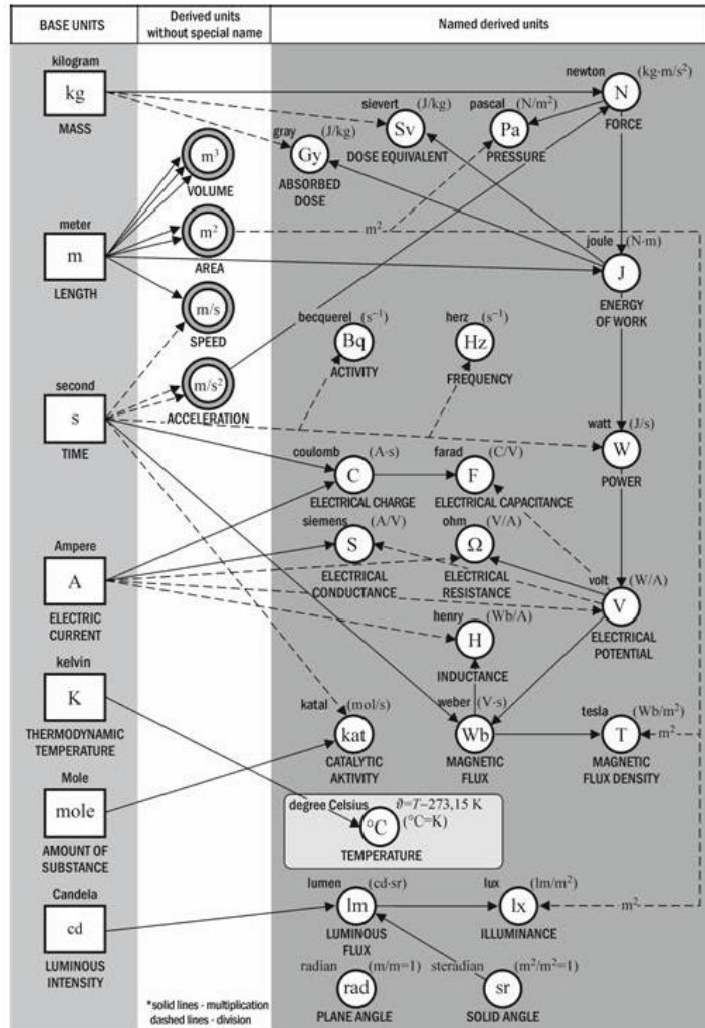 BASE UNITS
Derived units
without special name
Named derived units
kilogram
kg
MASS
meter
m
LENGTH
second
s
TIME
Ampere
A
ELECTRIC
CURRENT
kelvin
K
THERMODYNAMIC
TEMPERATURE
Mole
mole
AMOUNT OF
SUBSTANCE
Candela
cd
LUMINOUS
INTENSITY
m³
VOLUME
m²
AREA
m/s
SPEED
m/s²
ACCELERATION
*solid lines - multiplication
dashed lines - division
newton (kg·m/s²)
N
FORCE
sievert (J/kg)
Sv
DOSE EQUIVALENT
pascal (N/m²)
Pa
PRESSURE
gray (J/kg)
Gy
ABSORBED
DOSE
m²
joule (N·m)
J
ENERGY
OF WORK
becquerel (s⁻¹)
Bq
ACTIVITY
herz (s⁻¹)
Hz
FREQUENCY
watt (J/s)
W
POWER
coulomb (A·s)
C
ELECTRICAL CHARGE
farad (C/V)
F
ELECTRICAL CAPACITANCE
siemens (A/V)
S
ELECTRICAL
CONDUCTANCE
ohm (V/A)
Ω
ELECTRICAL
RESISTANCE
volt (W/A)
V
ELECTRICAL
POTENTIAL
henry (Wb/A)
H
INDUCTANCE
katal (mol/s)
kat
CATALYTIC
AKTIVITY
weber (V·s)
Wb
MAGNETIC
FLUX
tesla (Wb/m²)
T
MAGNETIC
FLUX DENSITY
m²
degree Celsius ϑ=T–273,15 K
°C (°C=K)
TEMPERATURE
lumen (cd·sr)
lm
LUMINOUS
FLUX
lux (lm/m²)
lx
ILLUMINANCE
m²
radian (m/m=1)
rad
PLANE ANGLE
steradian (m²/m²=1)
sr
SOLID ANGLE